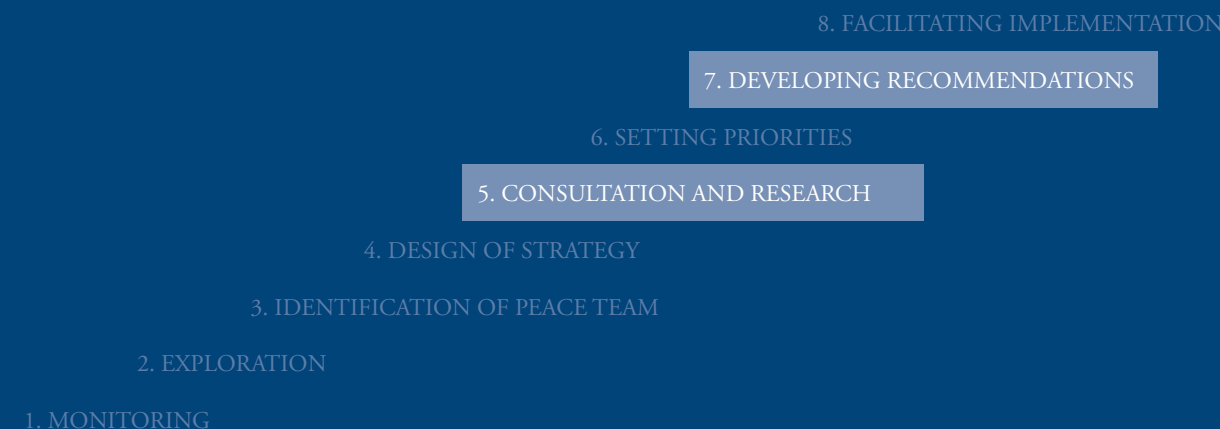 8. FACILITATING IMPLEMENTATION
7. DEVELOPING RECOMMENDATIONS
6. SETTING PRIORITIES
5. CONSULTATION AND RESEARCH
4. DESIGN OF STRATEGY
3. IDENTIFICATION OF PEACE TEAM
2. EXPLORATION
1. MONITORING